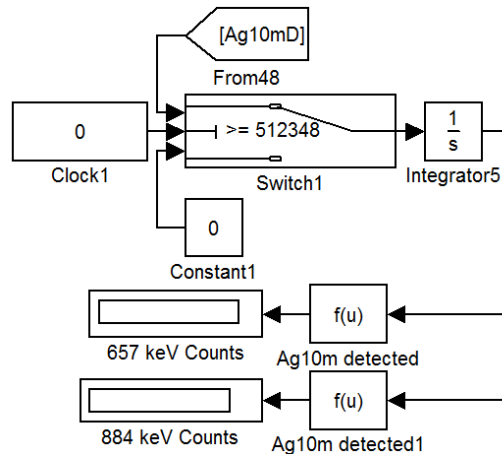 [Ag10mD]
From48
0
Clock1
>= 512348
Switch1
1
s
Integrator5
0
Constant1
657 keV Counts
f(u)
Ag10m detected
884 keV Counts
f(u)
Ag10m detected1